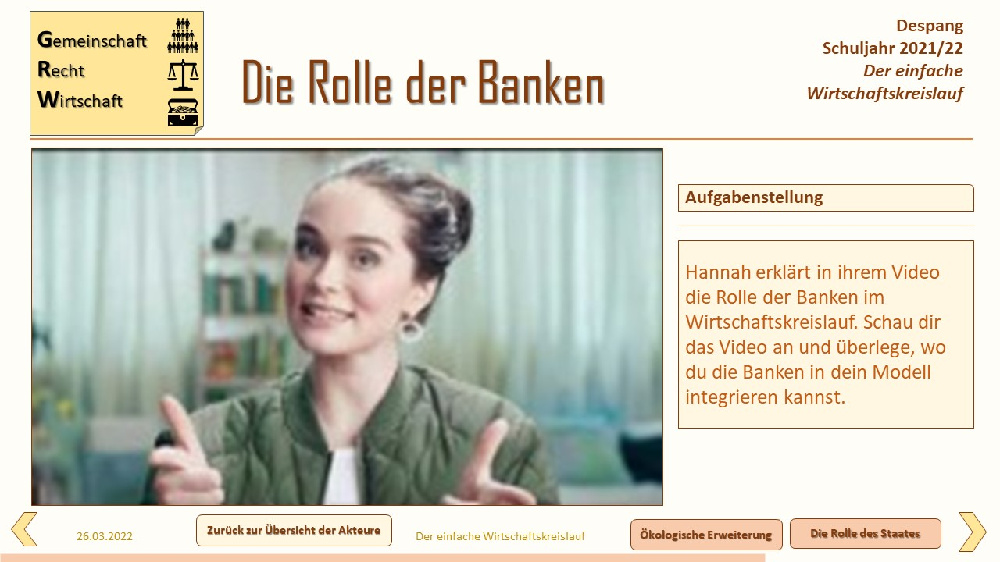 Gemeinschaft
Recht
Wirtschaft
Die Rolle der Banken
Despang
Schuljahr 2021/22
Der einfache
Wirtschaftskreislauf
Aufgabenstellung
Hannah erklärt in ihrem Video
die Rolle der Banken im
Wirtschaftskreislauf. Schau dir
das Video an und überlege, wo
du die Banken in dein Modell
integrieren kannst.
26.03.2022
Zurück zur Übersicht der Akteure
Der einfache Wirtschaftskreislauf
Ökologische Erweiterung
Die Rolle des Staates